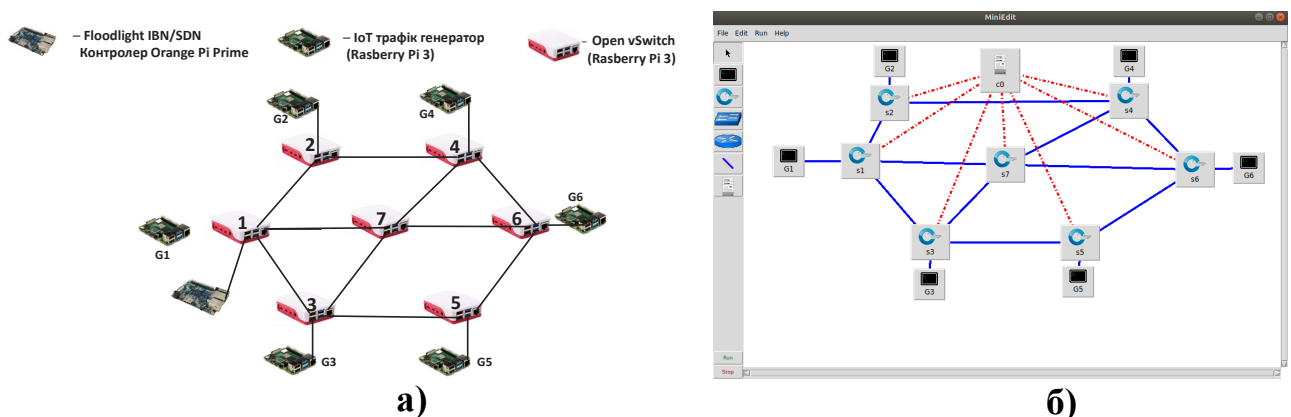 – Floodlight IBN/SDN
Контролер Orange Pi Prime
– IoT трафік генератор
(Rasberry Pi 3)
- Open vSwitch
(Rasberry Pi 3)
G2
G4
2
4
G6
1
7
6
G1
3
5
G3
G5
а)
MiniEdit
File Edit Run Help
G2
c0
G4
s2
s4
G1
s1
s7
s6
G6
s3
s5
G3
G5
Run
Stop
б)